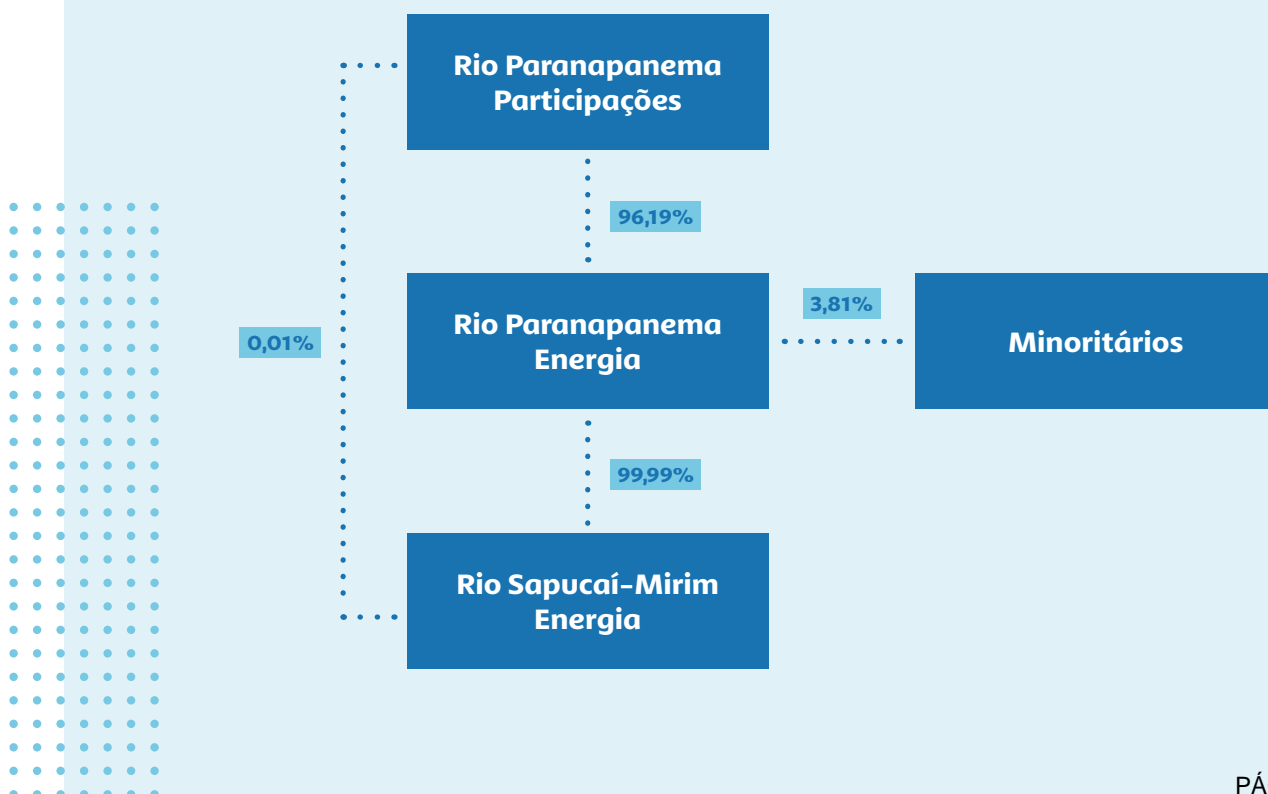 Rio Paranapanema
Participações
96,19%
Rio Paranapanema
Energia
3,81%
Minoritários
0,01%
99,99%
Rio Sapucaí-Mirim
Energia
PÁ